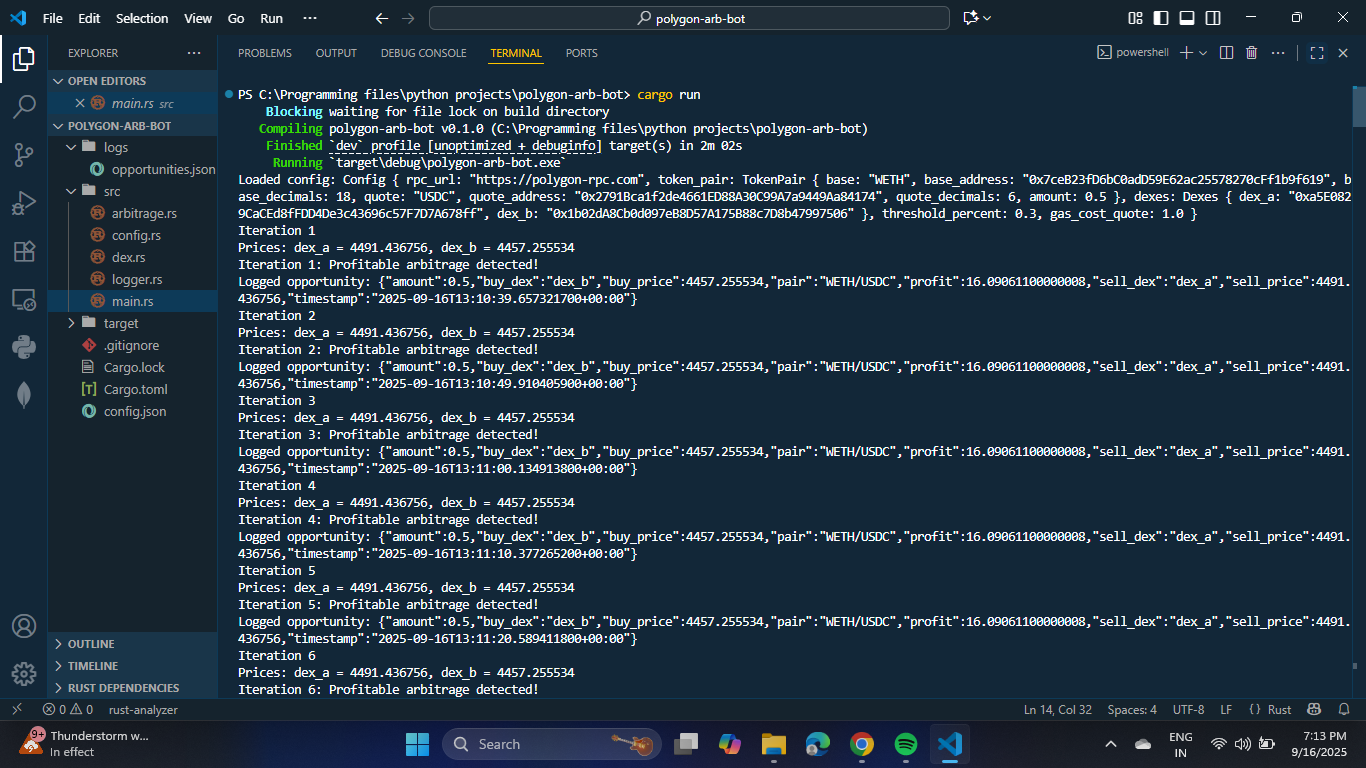 File Edit Selection View Go Run ··· polygon-arb-bot
EXPLORER ···
OPEN EDITORS
main.rs src
POLYGON-ARB-BOT
logs
opportunities.json
src
arbitrage.rs
config.rs
dex.rs
logger.rs
main.rs
target
.gitignore
Cargo.lock
Cargo.toml
config.json
OUTLINE
TIMELINE
RUST DEPENDENCIES
PROBLEMS OUTPUT DEBUG CONSOLE TERMINAL PORTS powershell
PS C:\Programming files\python projects\polygon-arb-bot> cargo run
Blocking waiting for file lock on build directory
Compiling polygon-arb-bot v0.1.0 (C:\Programming files\python projects\polygon-arb-bot)
Finished `dev` profile [unoptimized + debuginfo] target(s) in 2m 02s
Running `target\debug\polygon-arb-bot.exe`
Loaded config: Config { rpc_url: "https://polygon-rpc.com", token_pair: TokenPair { base: "WETH", base_address: "0x7ceB23fD6bC0adD59E62ac25578270cFf1b9f619", b
ase_decimals: 18, quote: "USDC", quote_address: "0x2791Bca1f2de4661ED88A30C99A7a9449Aa84174", quote_decimals: 6, amount: 0.5 }, dexes: Dexes { dex_a: "0xa5E082
9CaCEd8fFDD4De3c43696c57F7D7A678ff", dex_b: "0x1b02dA8Cb0d097eB8D57A175B88c7D8b47997506" }, threshold_percent: 0.3, gas_cost_quote: 1.0 }
Iteration 1
Prices: dex_a = 4491.436756, dex_b = 4457.255534
Iteration 1: Profitable arbitrage detected!
Logged opportunity: {"amount":0.5,"buy_dex":"dex_b","buy_price":4457.255534,"pair":"WETH/USDC","profit":16.09061100000008,"sell_dex":"dex_a","sell_price":4491.
436756,"timestamp":"2025-09-16T13:10:39.657321700+00:00"}
Iteration 2
Prices: dex_a = 4491.436756, dex_b = 4457.255534
Iteration 2: Profitable arbitrage detected!
Logged opportunity: {"amount":0.5,"buy_dex":"dex_b","buy_price":4457.255534,"pair":"WETH/USDC","profit":16.09061100000008,"sell_dex":"dex_a","sell_price":4491.
436756,"timestamp":"2025-09-16T13:10:49.910405900+00:00"}
Iteration 3
Prices: dex_a = 4491.436756, dex_b = 4457.255534
Iteration 3: Profitable arbitrage detected!
Logged opportunity: {"amount":0.5,"buy_dex":"dex_b","buy_price":4457.255534,"pair":"WETH/USDC","profit":16.09061100000008,"sell_dex":"dex_a","sell_price":4491.
436756,"timestamp":"2025-09-16T13:11:00.134913800+00:00"}
Iteration 4
Prices: dex_a = 4491.436756, dex_b = 4457.255534
Iteration 4: Profitable arbitrage detected!
Logged opportunity: {"amount":0.5,"buy_dex":"dex_b","buy_price":4457.255534,"pair":"WETH/USDC","profit":16.09061100000008,"sell_dex":"dex_a","sell_price":4491.
436756,"timestamp":"2025-09-16T13:11:10.377265200+00:00"}
Iteration 5
Prices: dex_a = 4491.436756, dex_b = 4457.255534
Iteration 5: Profitable arbitrage detected!
Logged opportunity: {"amount":0.5,"buy_dex":"dex_b","buy_price":4457.255534,"pair":"WETH/USDC","profit":16.09061100000008,"sell_dex":"dex_a","sell_price":4491.
436756,"timestamp":"2025-09-16T13:11:20.589411800+00:00"}
Iteration 6
Prices: dex_a = 4491.436756, dex_b = 4457.255534
Iteration 6: Profitable arbitrage detected!
0 0 rust-analyzer Ln 14, Col 32 Spaces: 4 UTF-8 LF {} Rust
9+ Thunderstorm w...
In effect
Search
ENG
IN
7:13 PM
9/16/2025